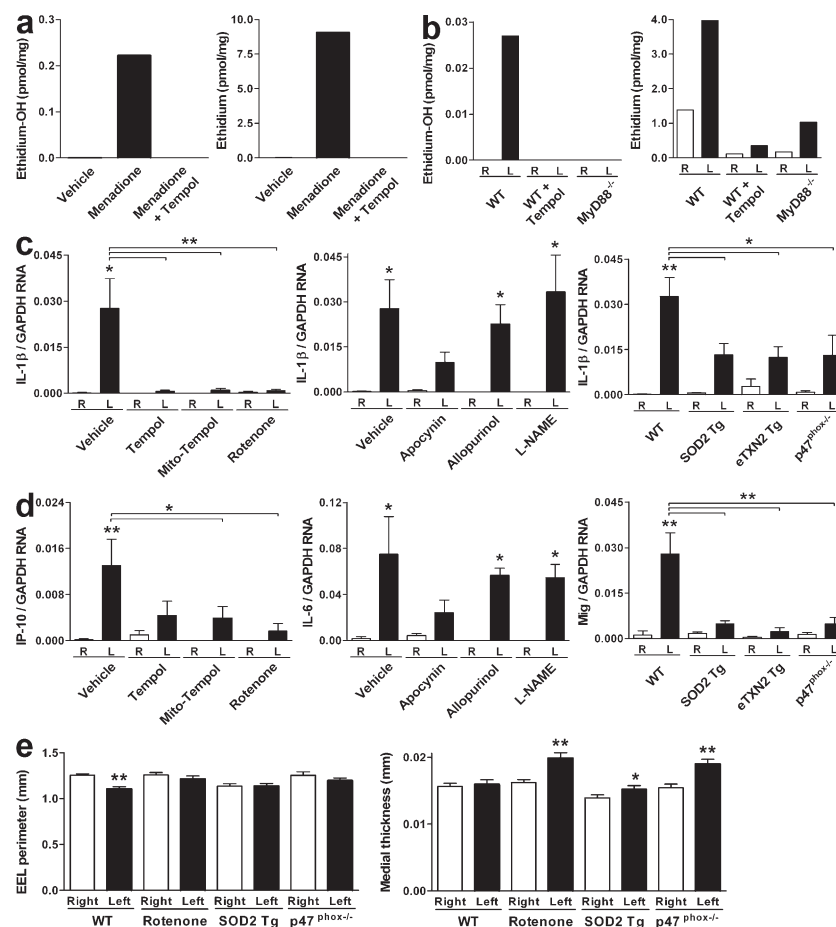 a
Ethidium-OH (pmol/mg)
0.3
0.2
0.1
0.0
Vehicle
Menadione
Menadione
+ Tempol
Ethidium (pmol/mg)
10.0
7.5
5.0
2.5
0.0
Vehicle
Menadione
Menadione
+ Tempol
b
Ethidium-OH (pmol/mg)
0.03
0.02
0.01
0.00
R L R L R L
WT
WT +
Tempol
MyD88-/-
Ethidium (pmol/mg)
4.0
3.0
2.0
1.0
0.0
R L R L R L
WT
WT +
Tempol
MyD88-/-
c
IL-1β / GAPDH RNA
0.045
0.030
0.015
0.000
**
*
R L R L R L R L
Vehicle
Tempol
Mito-Tempol
Rotenone
IL-1β / GAPDH RNA
0.045
0.030
0.015
0.000
* * *
R L R L R L R L
Vehicle
Apocynin
Allopurinol
L-NAME
IL-1β / GAPDH RNA
0.045
0.030
0.015
0.000
*
**
R L R L R L R L
WT
SOD2 Tg
eTXN2 Tg
p47phox-/-
d
IP-10 / GAPDH RNA
0.024
0.016
0.008
0.000
*
**
R L R L R L R L
Vehicle
Tempol
Mito-Tempol
Rotenone
IL-6 / GAPDH RNA
0.12
0.08
0.04
0.00
* * *
R L R L R L R L
Vehicle
Apocynin
Allopurinol
L-NAME
Mig / GAPDH RNA
0.045
0.030
0.015
0.000
**
**
R L R L R L R L
WT
SOD2 Tg
eTXN2 Tg
p47phox-/-
e
EEL perimeter (mm)
1.5
1.2
0.9
0.6
0.3
0.0
**
Right Left Right Left Right Left Right Left
WT Rotenone SOD2 Tg p47 phox-/-
Medial thickness (mm)
0.02
0.01
0.00
** * **
Right Left Right Left Right Left Right Left
WT Rotenone SOD2 Tg p47 phox-/-